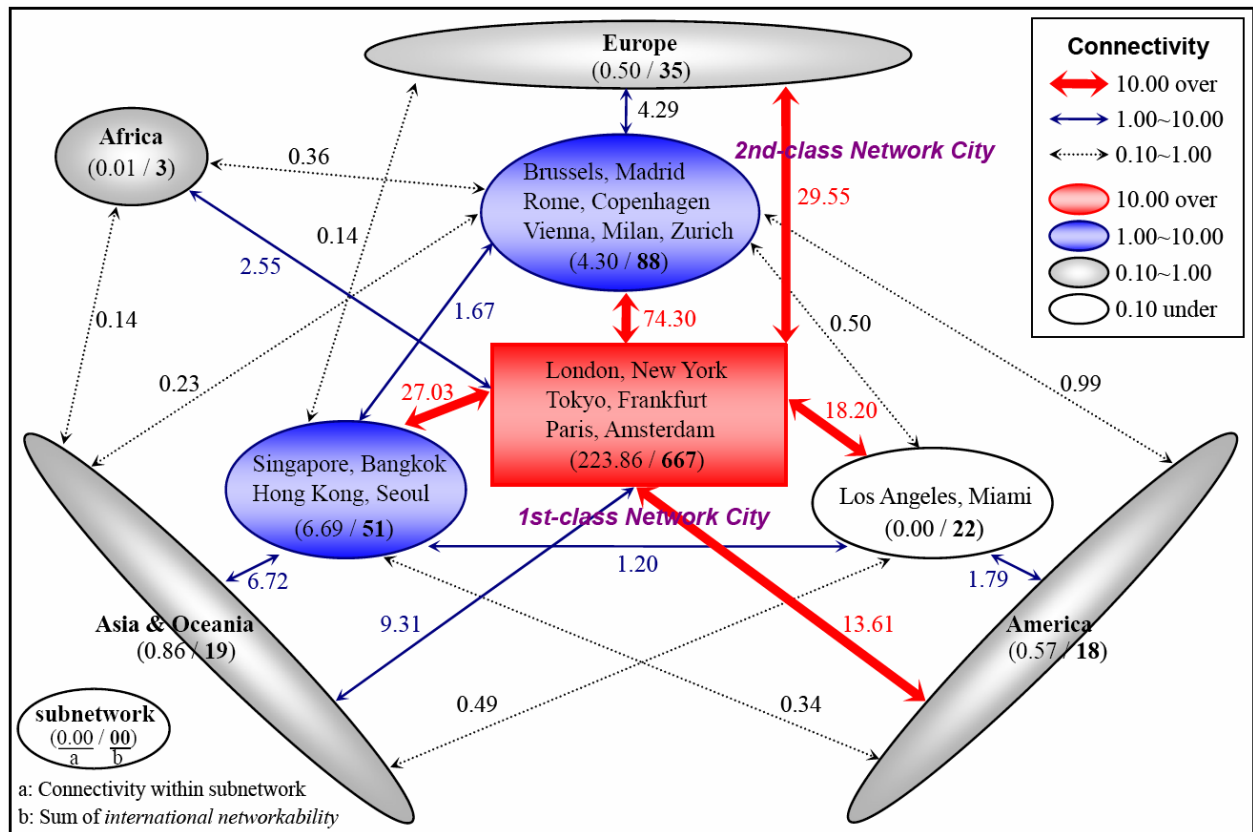 Europe
(0.50 / 35)
Connectivity
10.00 over
1.00~10.00
0.10~1.00
10.00 over
1.00~10.00
0.10~1.00
0.10 under
4.29
Africa
(0.01 / 3)
0.36
2nd-class Network City
Brussels, Madrid
Rome, Copenhagen
Vienna, Milan, Zurich
(4.30 / 88)
29.55
0.14
2.55
1.67
74.30
0.50
0.14
0.23
0.99
London, New York
Tokyo, Frankfurt
Paris, Amsterdam
(223.86 / 667)
27.03
18.20
Singapore, Bangkok
Hong Kong, Seoul
(6.69 / 51)
Los Angeles, Miami
(0.00 / 22)
1st-class Network City
1.20
6.72
1.79
Asia & Oceania
(0.86 / 19)
9.31
13.61
America
(0.57 / 18)
0.49
0.34
subnetwork
(0.00 / 00)
a b
a: Connectivity within subnetwork
b: Sum of international networkability